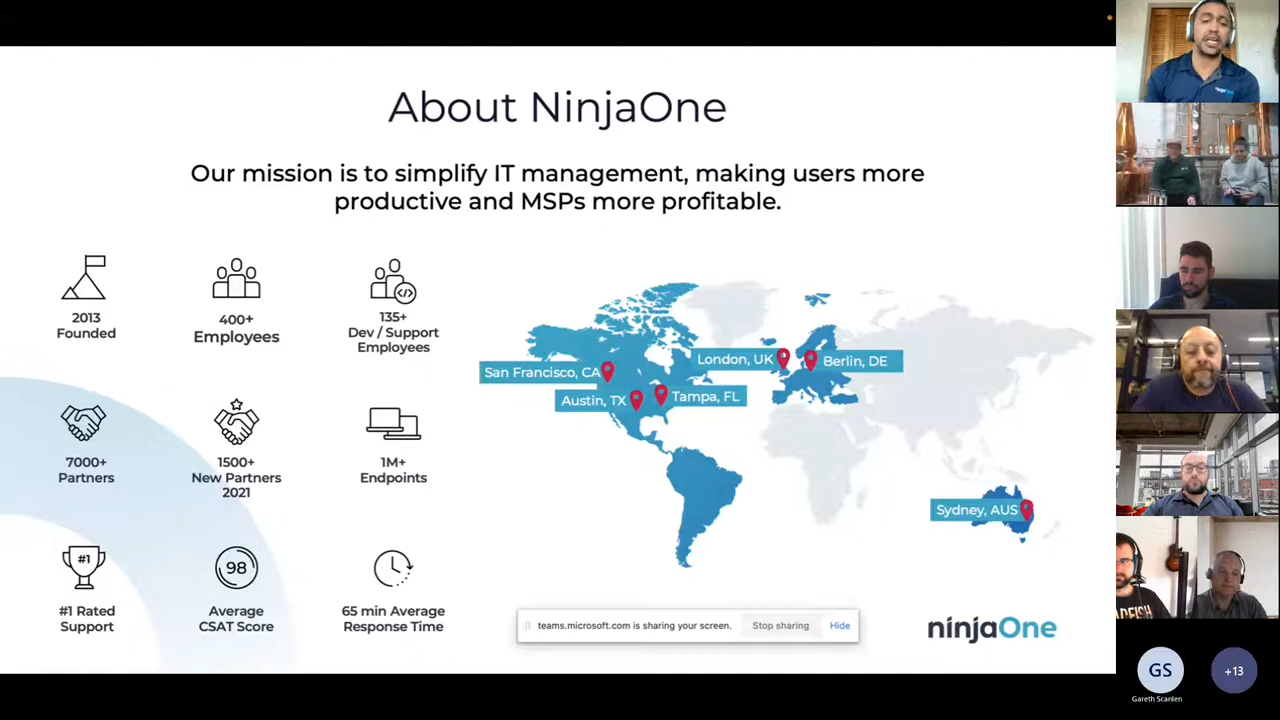 About NinjaOne
Our mission is to simplify IT management, making users more
productive and MSPs more profitable.
2013
Founded
400+
Employees
135+
Dev / Support
Employees
7000+
Partners
1500+
New Partners
2021
1M+
Endpoints
#1
#1 Rated
Support
98
Average
CSAT Score
65 min Average
Response Time
San Francisco, CA
Austin, TX
Tampa, FL
London, UK
Berlin, DE
Sydney, AUS
teams.microsoft.com is sharing your screen.
Stop sharing
Hide
ninjaOne
GS
Gareth Scanlen
+13